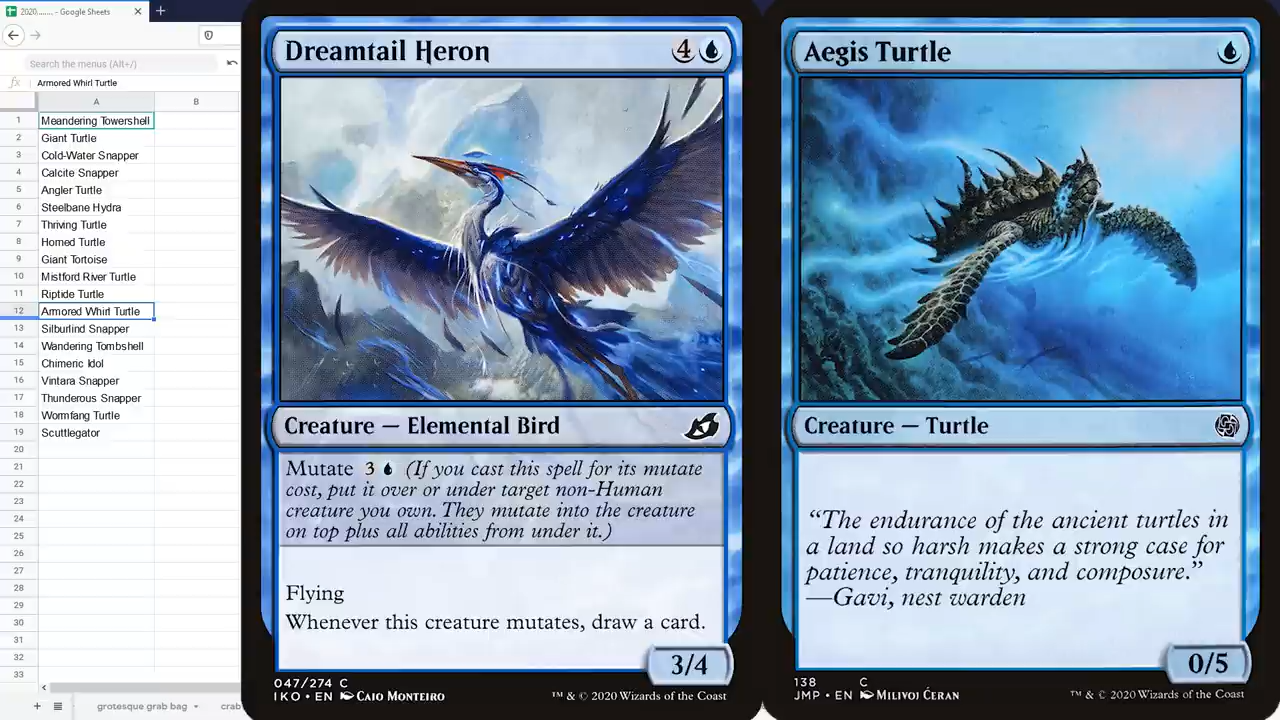 2020........ - Google Sheets
Search the menus (Alt+/)
fx Armored Whirl Turtle
A B
1 Meandering Towershell
2 Giant Turtle
3 Cold-Water Snapper
4 Calcite Snapper
5 Angler Turtle
6 Steelbane Hydra
7 Thriving Turtle
8 Horned Turtle
9 Giant Tortoise
10 Mistford River Turtle
11 Riptide Turtle
12 Armored Whirl Turtle
13 Silburlind Snapper
14 Wandering Tombshell
15 Chimeric Idol
16 Vintara Snapper
17 Thunderous Snapper
18 Wormfang Turtle
19 Scuttlegator
20
21
22
23
24
25
26
27
28
29
30
31
32
33
grotesque grab bag crab
Dreamtail Heron 4
Creature — Elemental Bird
Mutate 3 (If you cast this spell for its mutate
cost, put it over or under target non-Human
creature you own. They mutate into the creature
on top plus all abilities from under it.)
Flying
Whenever this creature mutates, draw a card.
3/4
047/274 C
IKO • EN Caio Monteiro
™ & © 2020 Wizards of the Coast
Aegis Turtle
Creature — Turtle
“The endurance of the ancient turtles in
a land so harsh makes a strong case for
patience, tranquility, and composure.”
—Gavi, nest warden
0/5
138 C
JMP • EN Milivoj Ćeran
™ & © 2020 Wizards of the Coast